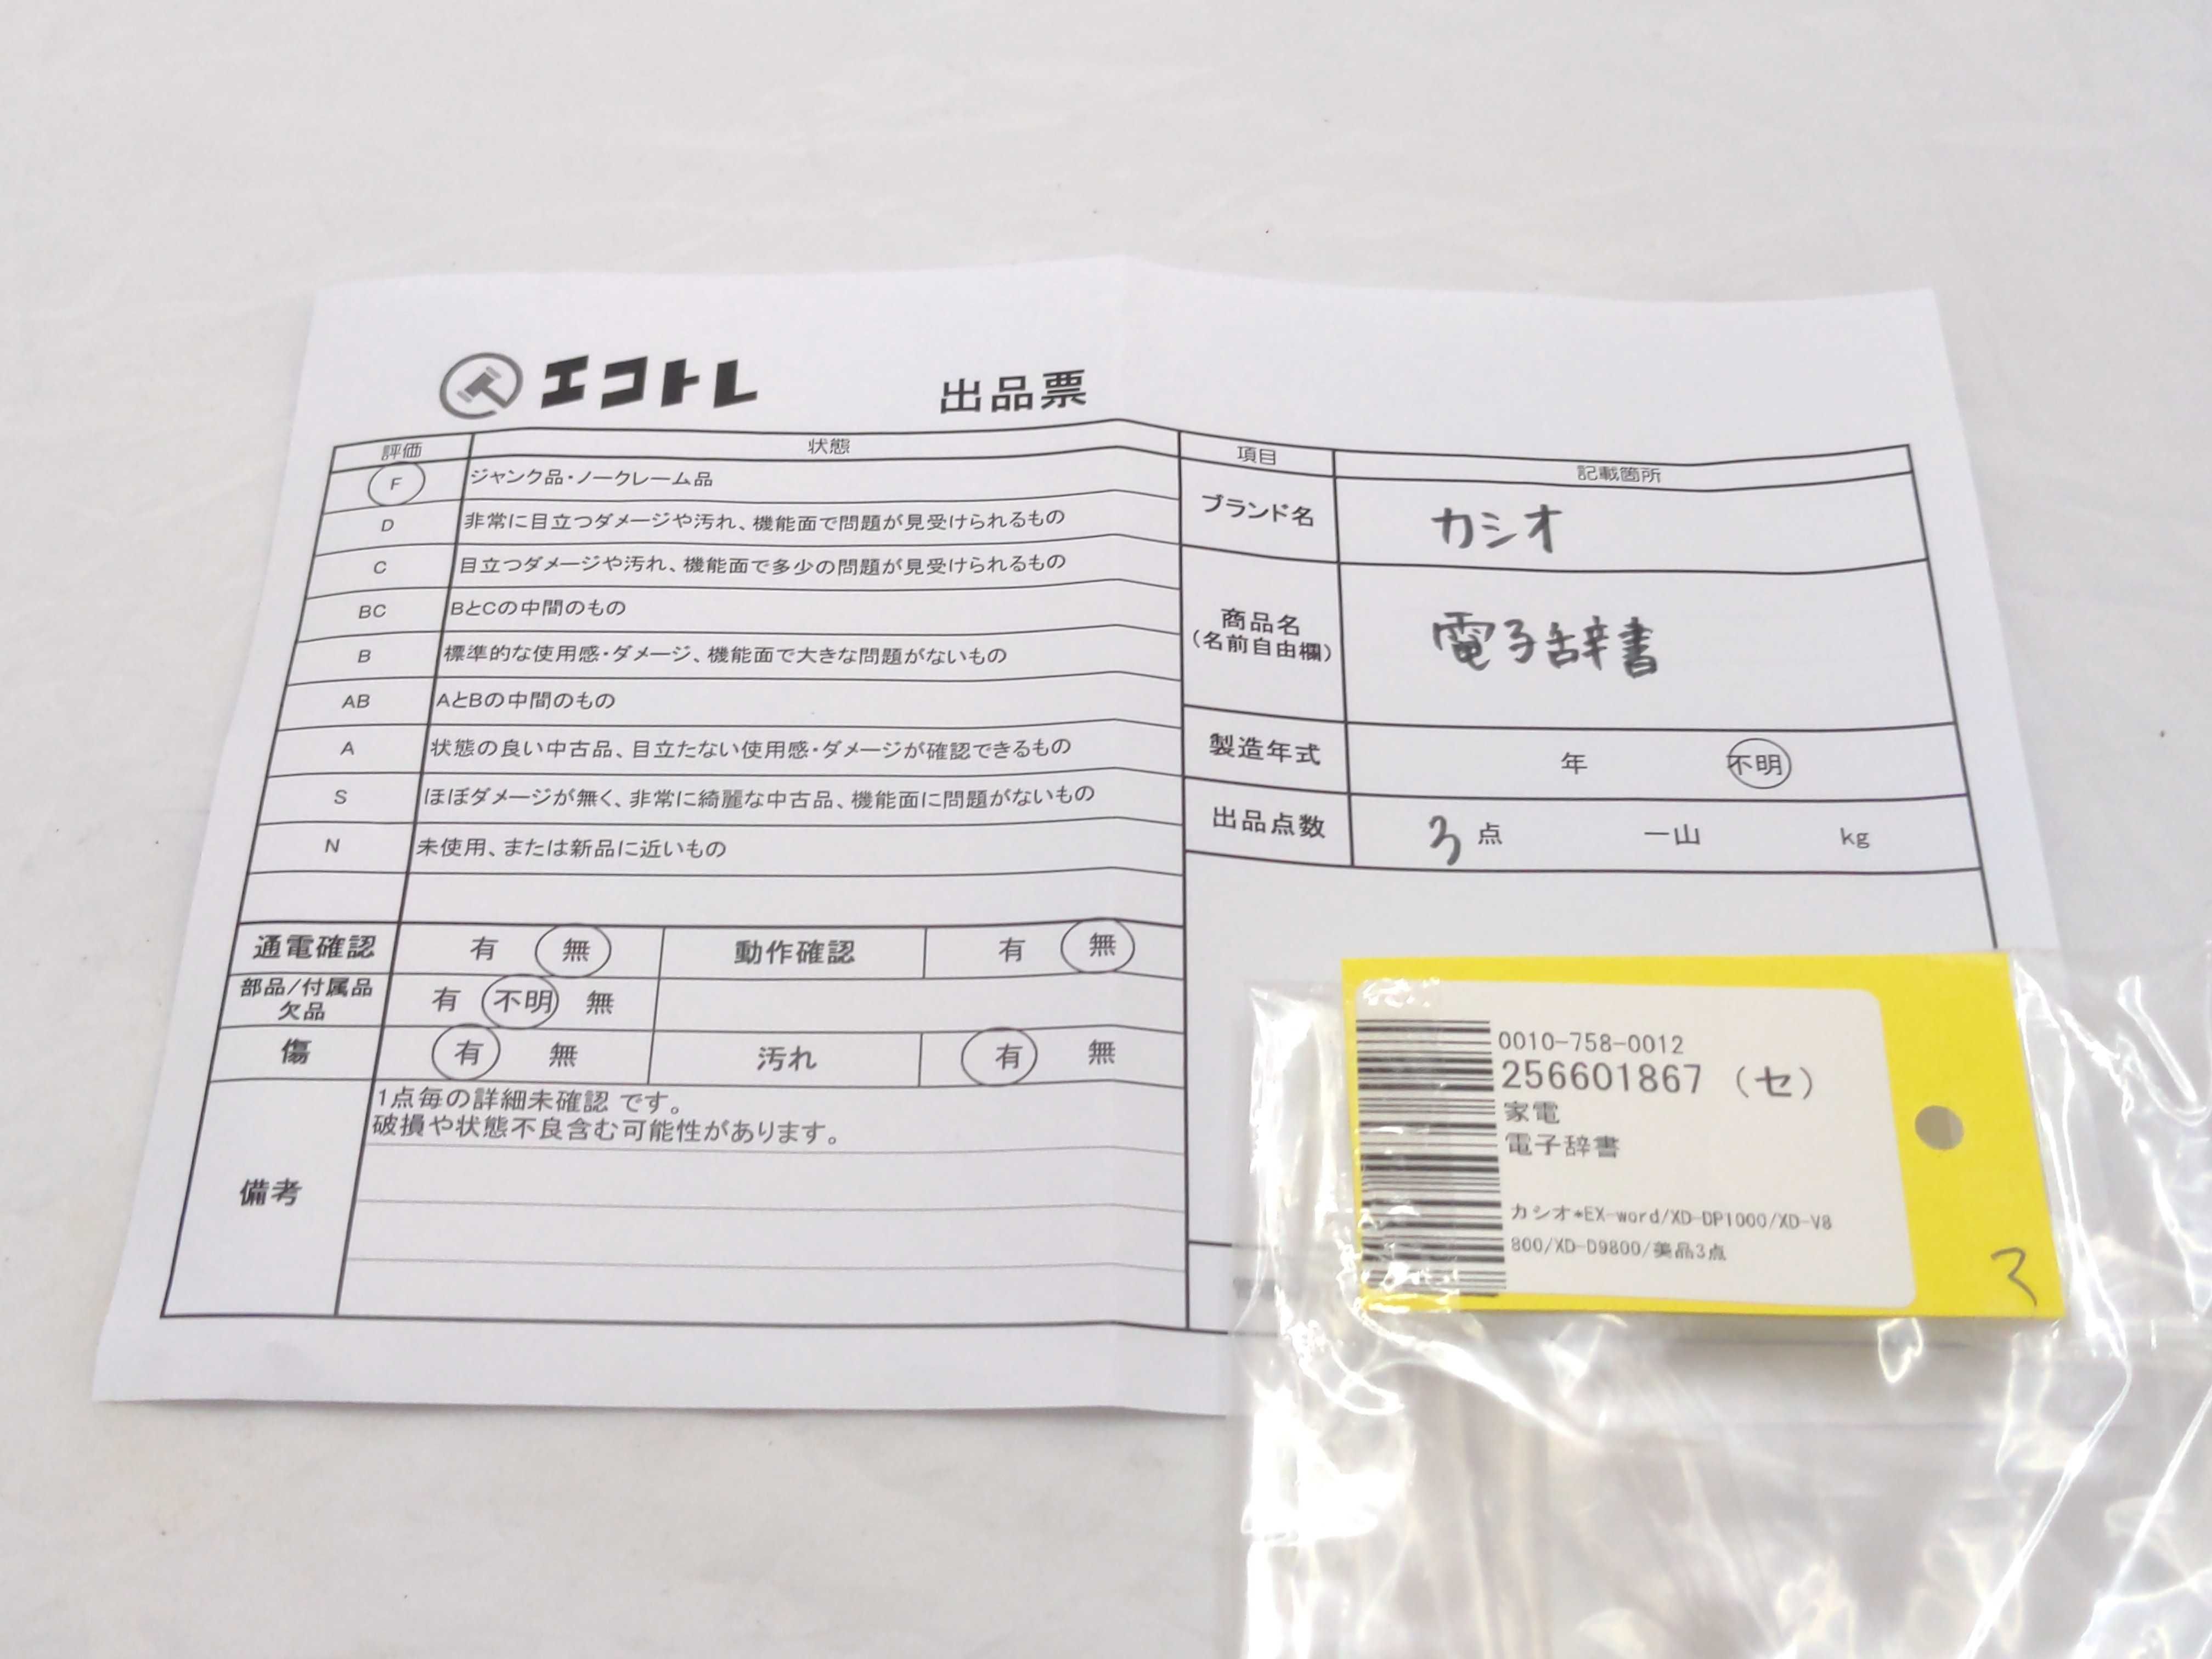 エコトレ 出品票
評価 状態
F ジャンク品・ノークレーム品
D 非常に目立つダメージや汚れ、機能面で問題が見受けられるもの
C 目立つダメージや汚れ、機能面で多少の問題が見受けられるもの
BC BとCの中間のもの
B 標準的な使用感・ダメージ、機能面で大きな問題がないもの
AB AとBの中間のもの
A 状態の良い中古品、目立たない使用感・ダメージが確認できるもの
S ほぼダメージが無く、非常に綺麗な中古品、機能面に問題がないもの
N 未使用、または新品に近いもの
通電確認 有 無 動作確認 有 無
部品/付属品
欠品 有 不明 無
傷 有 無 汚れ 有 無
備考
1点毎の詳細未確認 です。
破損や状態不良含む可能性があります。
項目 記載箇所
ブランド名 カシオ
商品名
(名前自由欄) 電子辞書
製造年式 年 不明
出品点数 3 点 一山 kg
0010-758-0012
256601867 (セ)
家電
電子辞書
カシオ*EX-word/XD-DP1000/XD-V8
800/XD-D9800/美品3点